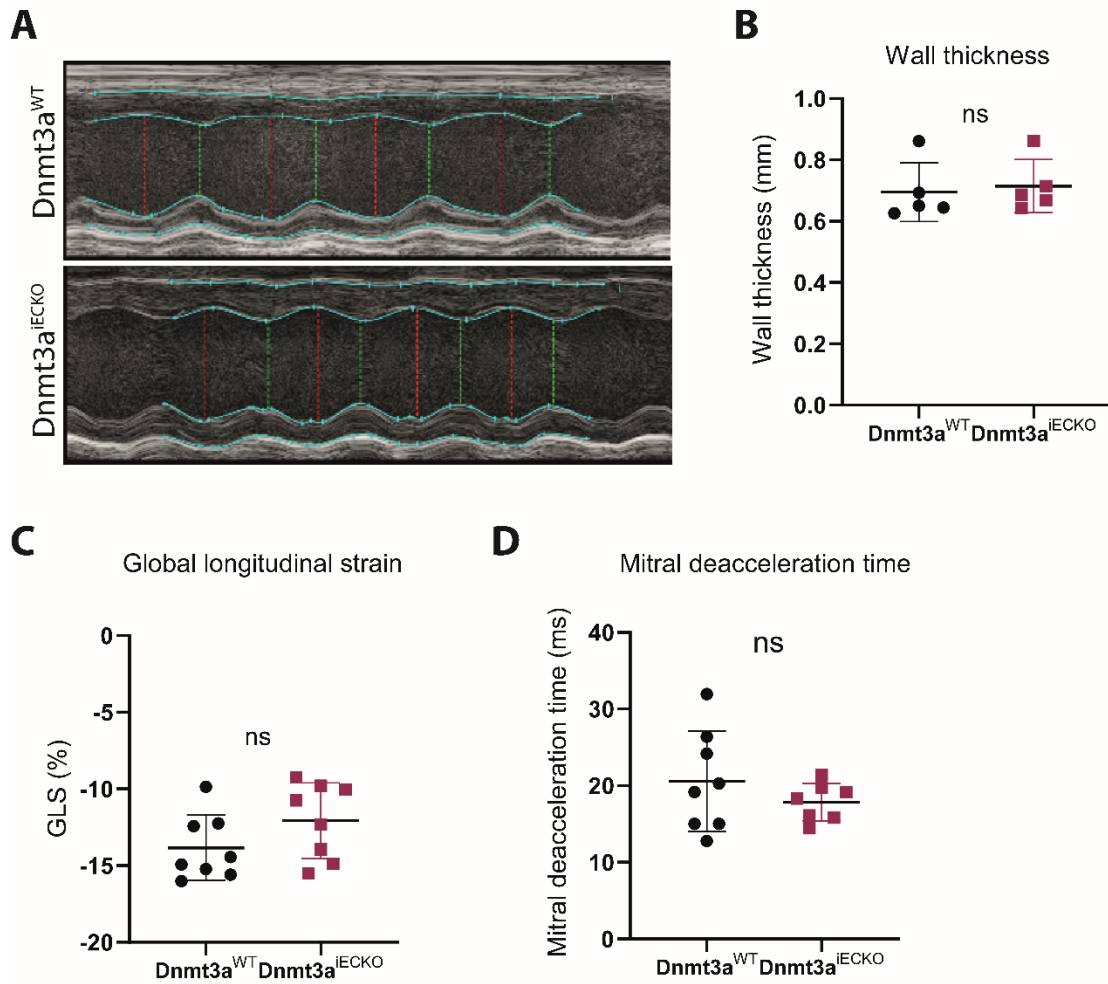 A
Dnmt3a^WT
Dnmt3a^iECKO
B
Wall thickness
Wall thickness (mm)
1.0
0.8
0.6
0.4
0.2
0.0
ns
Dnmt3a^WT Dnmt3a^iECKO
C
Global longitudinal strain
GLS (%)
0
-5
-10
-15
-20
ns
Dnmt3a^WT Dnmt3a^iECKO
D
Mitral deacceleration time
Mitral deacceleration time (ms)
40
30
20
10
0
ns
Dnmt3a^WT Dnmt3a^iECKO